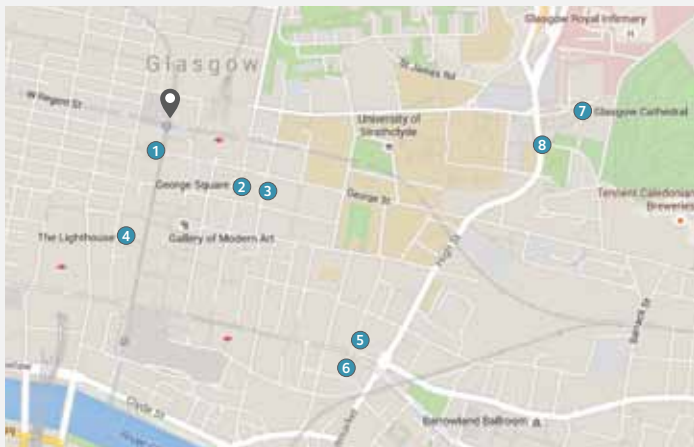 Glasgow Royal Infirmary
H
Glasgow
St James Rd
W Regent St
7
Glasgow Cathedral
University of
Strathclyde
8
1
George Square
2
3
George St
Tennent Caledonian
Breweries
The Lighthouse
4
Gallery of Modern Art
High St
Barrack St
5
6
Clyde St
Barrowland Ballroom